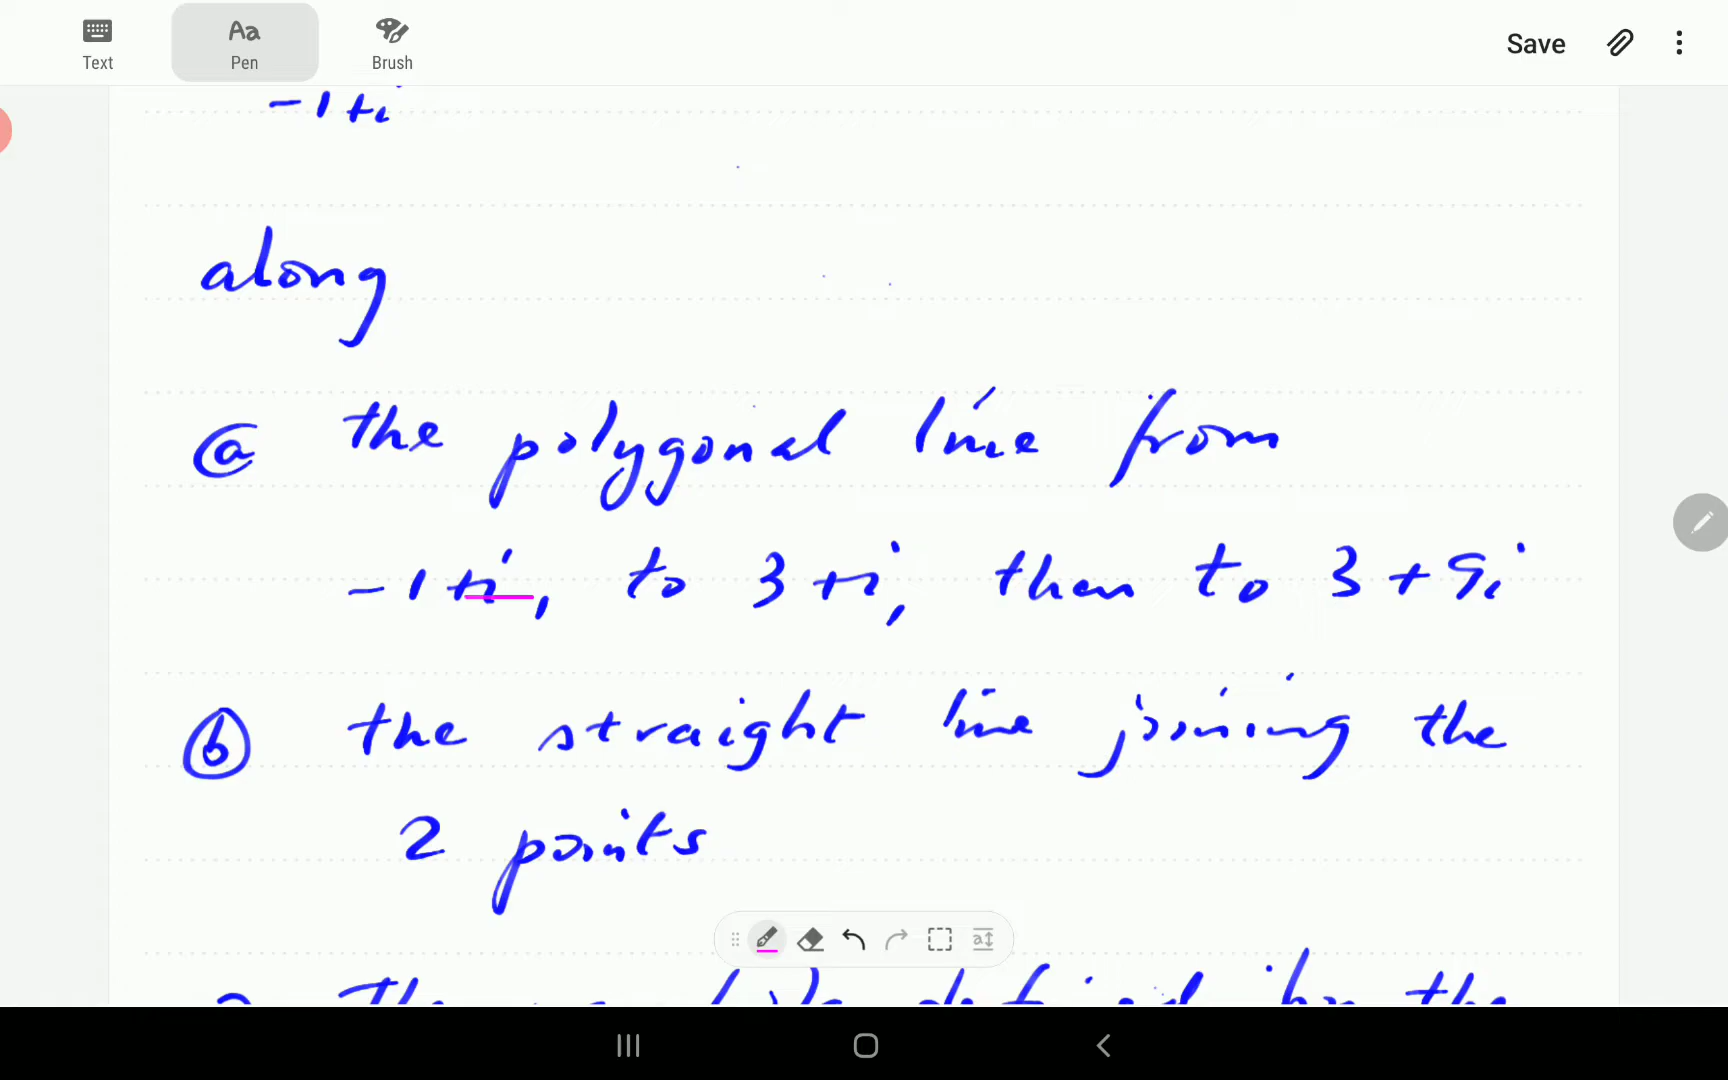 Text
Aa
Pen
Brush
Save
-1+i
along
ⓐ the polygonal line from
-1+i, to 3+i, then to 3+9i
ⓑ the straight line joining the
2 points